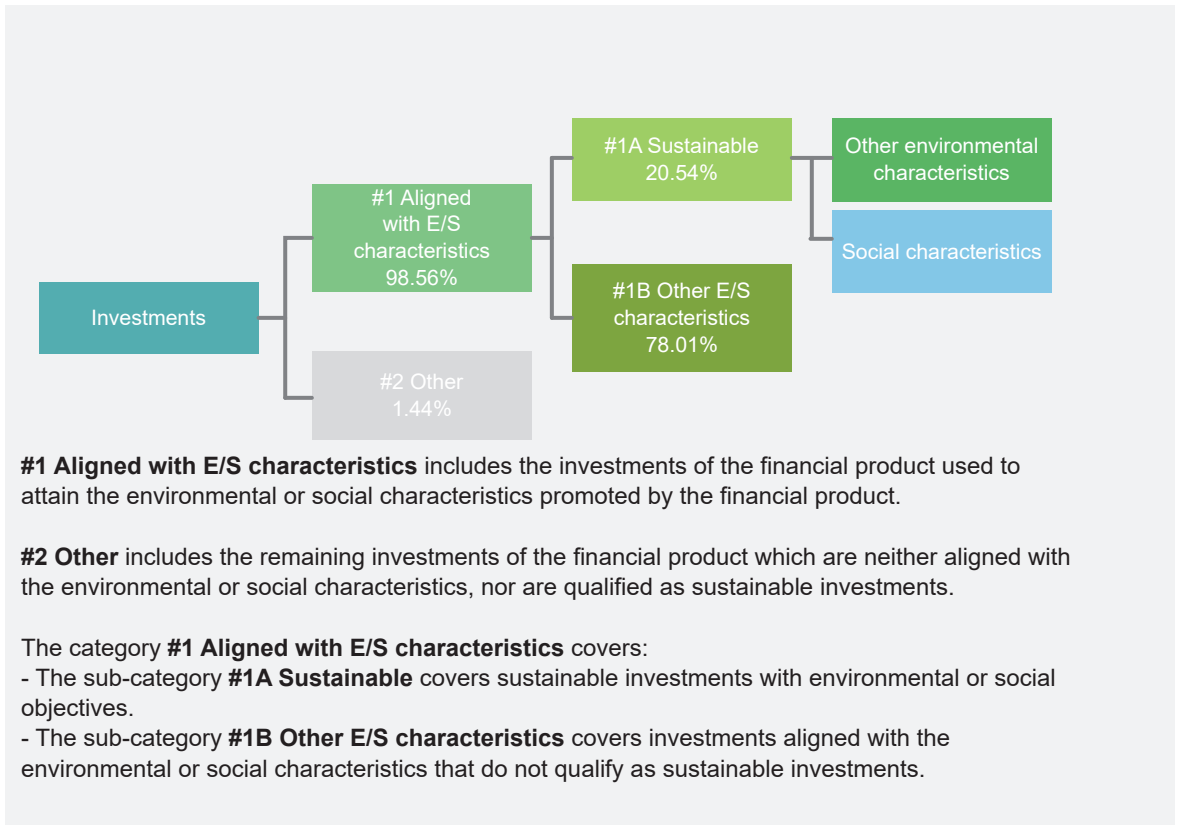 Investments
#1 Aligned
with E/S
characteristics
98.56%
#2 Other
1.44%
#1A Sustainable
20.54%
#1B Other E/S
characteristics
78.01%
Other environmental
characteristics
Social characteristics
#1 Aligned with E/S characteristics includes the investments of the financial product used to
attain the environmental or social characteristics promoted by the financial product.
#2 Other includes the remaining investments of the financial product which are neither aligned with
the environmental or social characteristics, nor are qualified as sustainable investments.
The category #1 Aligned with E/S characteristics covers:
- The sub-category #1A Sustainable covers sustainable investments with environmental or social
objectives.
- The sub-category #1B Other E/S characteristics covers investments aligned with the
environmental or social characteristics that do not qualify as sustainable investments.